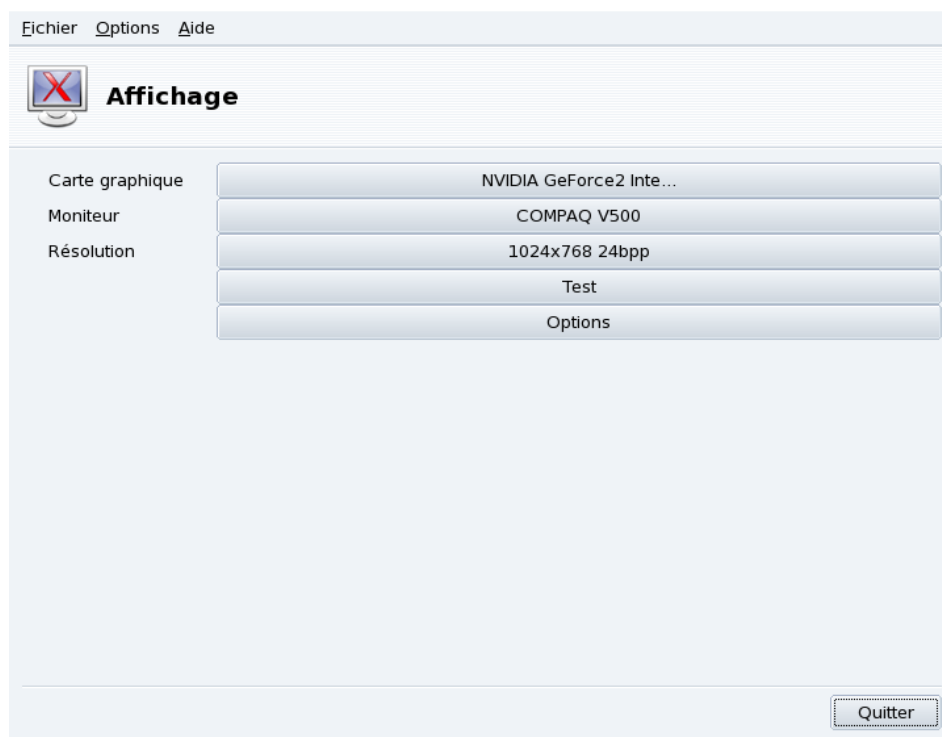 Fichier Options Aide
Affichage
Carte graphique NVIDIA GeForce2 Inte...
Moniteur COMPAQ V500
Résolution 1024x768 24bpp
Test
Options
Quitter